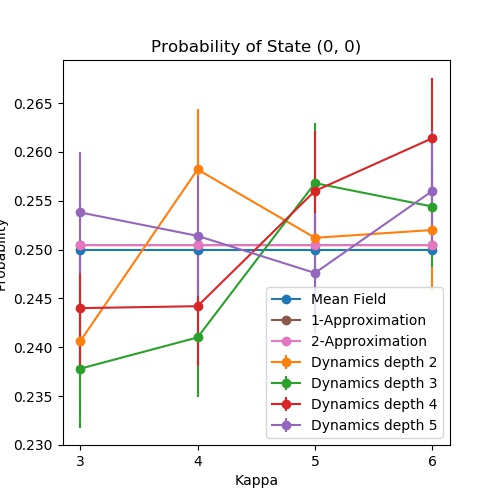 Probability of State (0, 0)
0.265
0.260
0.255
0.250
0.245
0.240
0.235
0.230
Probability
3 4 5 6
Kappa
Mean Field
1-Approximation
2-Approximation
Dynamics depth 2
Dynamics depth 3
Dynamics depth 4
Dynamics depth 5